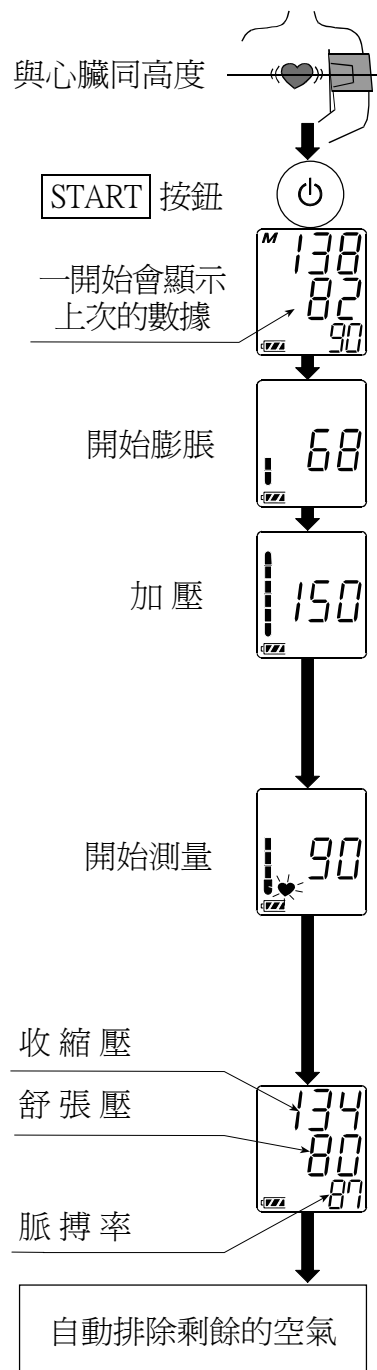 與心臟同高度
START 按鈕
M 138
一開始會顯示
上次的數據
82
90
開始膨脹
68
加 壓
150
開始測量
90
收 縮 壓
134
舒 張 壓
80
脈 搏 率
87
自動排除剩餘的空氣